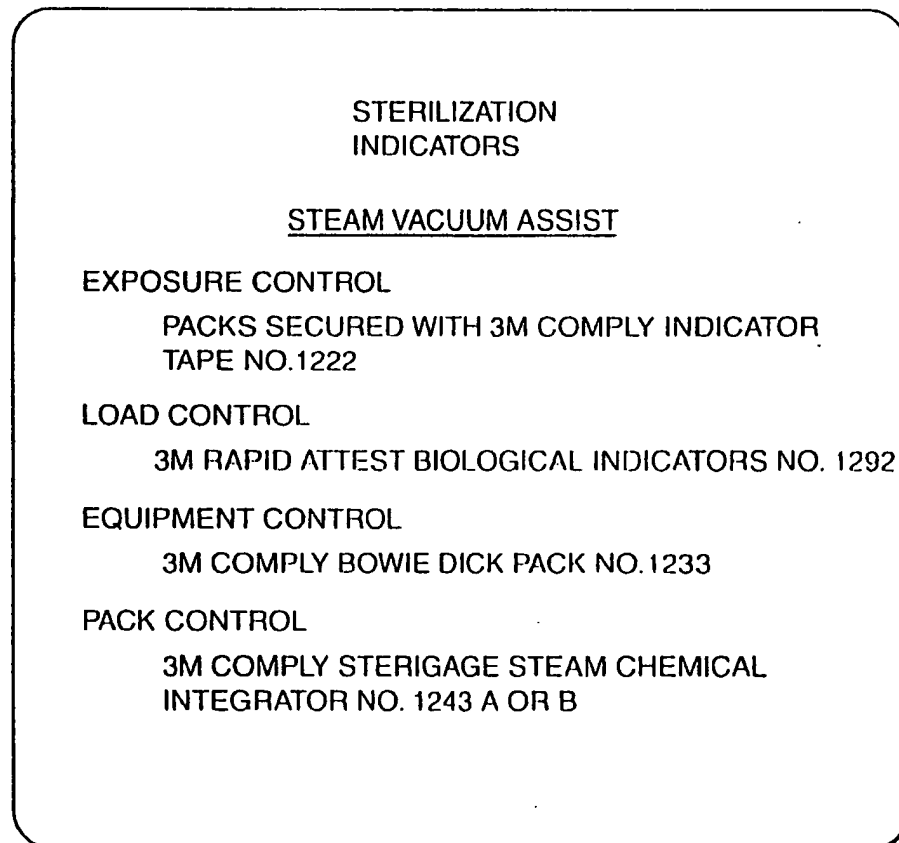 STERILIZATION
INDICATORS
STEAM VACUUM ASSIST
EXPOSURE CONTROL
PACKS SECURED WITH 3M COMPLY INDICATOR
TAPE NO.1222
LOAD CONTROL
3M RAPID ATTEST BIOLOGICAL INDICATORS NO. 1292
EQUIPMENT CONTROL
3M COMPLY BOWIE DICK PACK NO.1233
PACK CONTROL
3M COMPLY STERIGAGE STEAM CHEMICAL
INTEGRATOR NO. 1243 A OR B